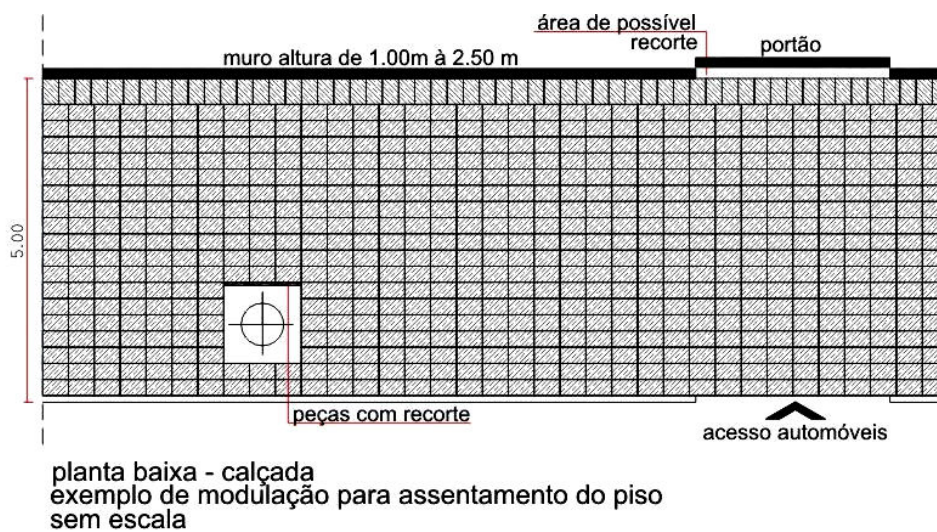 área de possível
recorte
portão
muro altura de 1.00m à 2.50 m
5.00
peças com recorte
acesso automóveis
planta baixa - calçada
exemplo de modulação para assentamento do piso
sem escala